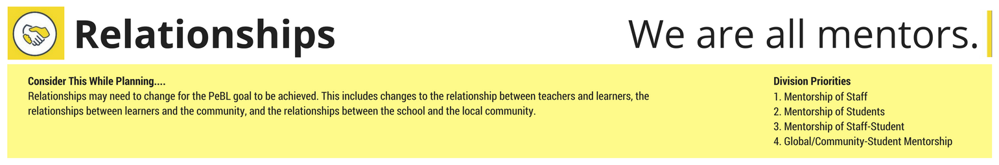 Relationships
We are all mentors.
Consider This While Planning....
Relationships may need to change for the PeBL goal to be achieved. This includes changes to the relationship between teachers and learners, the
relationships between learners and the community, and the relationships between the school and the local community.
Division Priorities
1. Mentorship of Staff
2. Mentorship of Students
3. Mentorship of Staff-Student
4. Global/Community-Student Mentorship